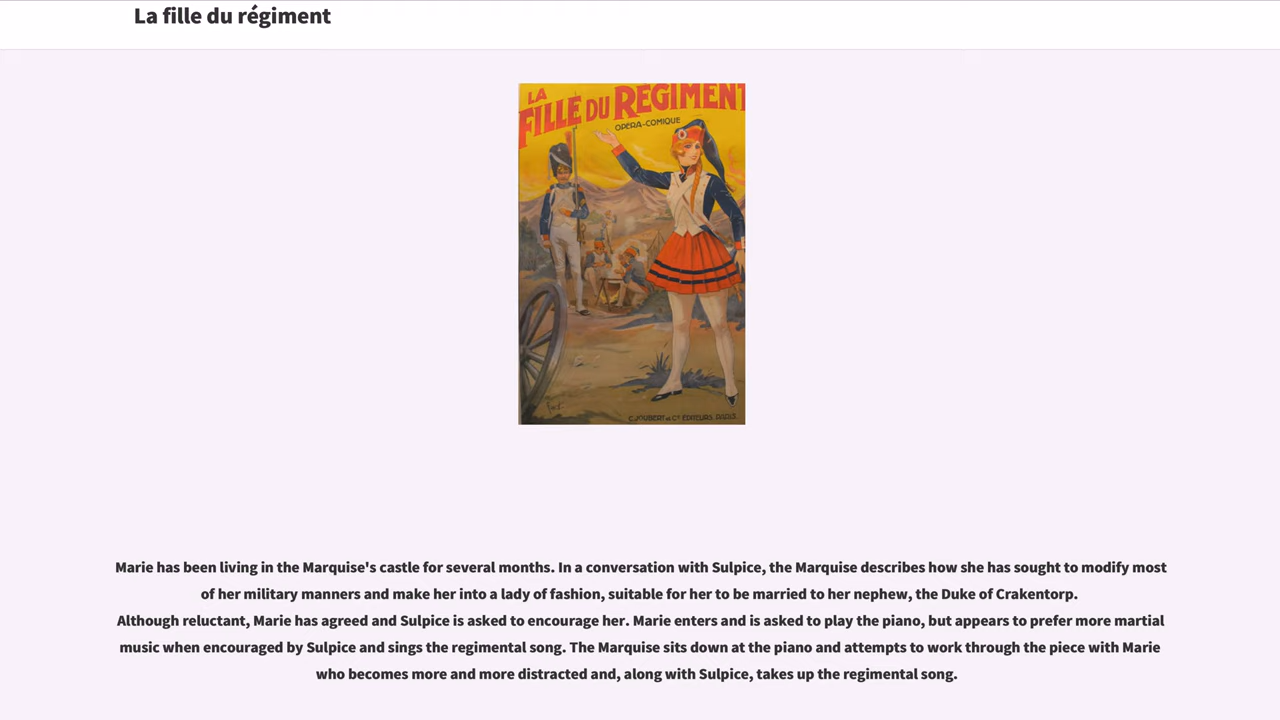 La fille du régiment
LA
FILLE DU REGIMENT
OPÉRA-COMIQUE
C. JOUBERT et Cie EDITEURS. PARIS.
Marie has been living in the Marquise's castle for several months. In a conversation with Sulpice, the Marquise describes how she has sought to modify most
of her military manners and make her into a lady of fashion, suitable for her to be married to her nephew, the Duke of Crakentorp.
Although reluctant, Marie has agreed and Sulpice is asked to encourage her. Marie enters and is asked to play the piano, but appears to prefer more martial
music when encouraged by Sulpice and sings the regimental song. The Marquise sits down at the piano and attempts to work through the piece with Marie
who becomes more and more distracted and, along with Sulpice, takes up the regimental song.